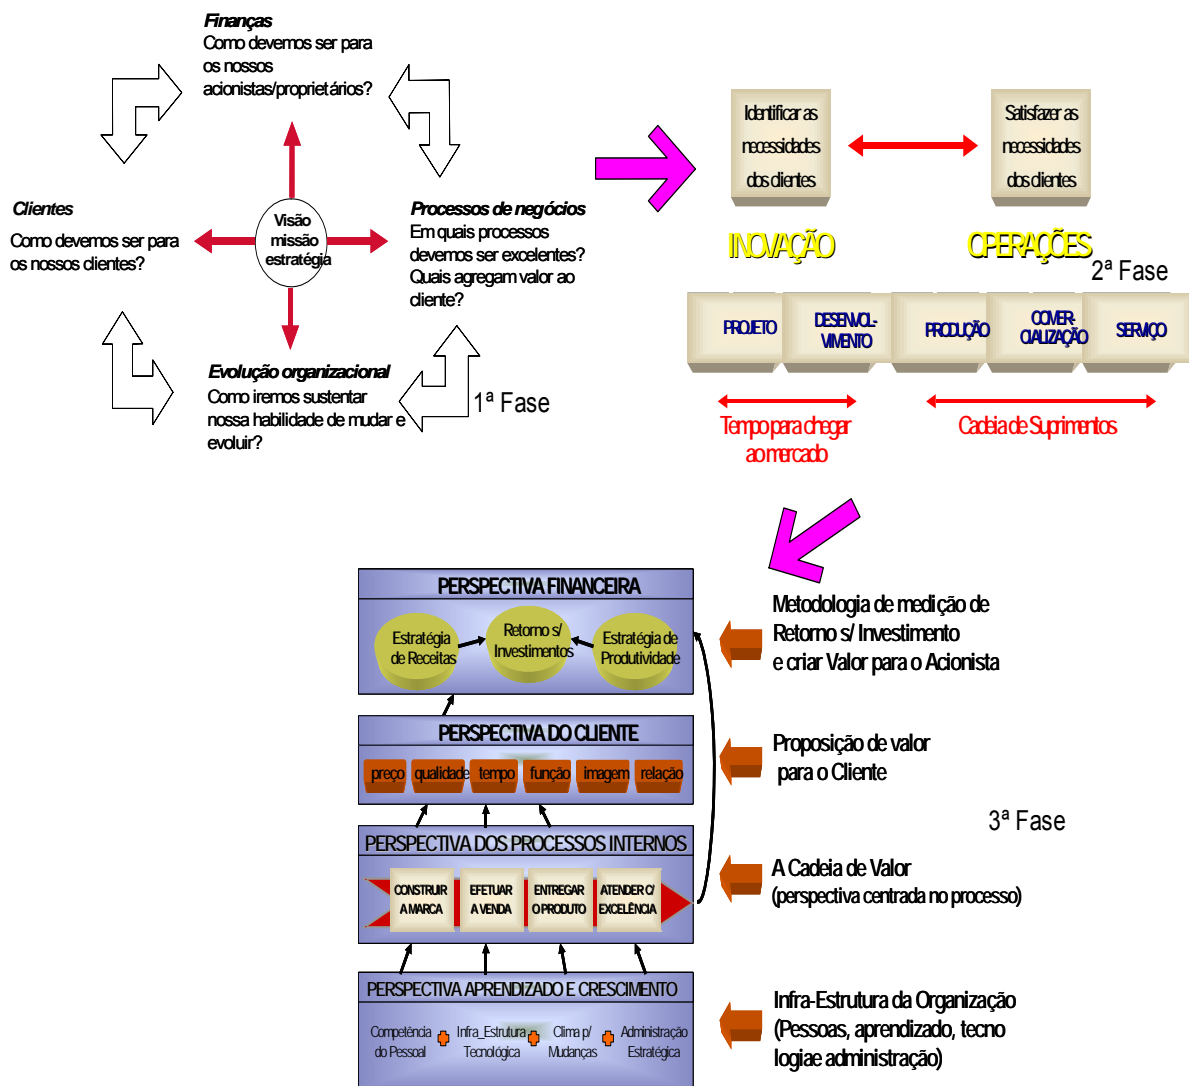 Finanças
Como devemos ser para
os nossos
acionistas/proprietários?
Clientes
Como devemos ser para
os nossos clientes?
Visão
missão
estratégia
Processos de negócios
Em quais processos
devemos ser excelentes?
Quais agregam valor ao
cliente?
Evolução organizacional
Como iremos sustentar
nossa habilidade de mudar e
evoluir?
1ª Fase
Identificar as
necessidades
dos clientes
Satisfazer as
necessidades
dos clientes
INOVAÇÃO
OPERAÇÕES
2ª Fase
PROJETO
DESENVOL-
VIMENTO
PRODUÇÃO
COMER-
CIALIZAÇÃO
SERVIÇO
Tempo para chegar
ao mercado
Cadeia de Suprimentos
PERSPECTIVA FINANCEIRA
Estratégia
de Receitas
Retorno s/
Investimentos
Estratégia de
Produtividade
Metodologia de medição de
Retorno s/ Investimento
e criar Valor para o Acionista
PERSPECTIVA DO CLIENTE
preço
qualidade
tempo
função
imagem
relação
Proposição de valor
para o Cliente
3ª Fase
PERSPECTIVA DOS PROCESSOS INTERNOS
CONSTRUIR
A MARCA
EFETUAR
A VENDA
ENTREGAR
O PRODUTO
ATENDER C/
EXCELÊNCIA
A Cadeia de Valor
(perspectiva centrada no processo)
PERSPECTIVA APRENDIZADO E CRESCIMENTO
Competência
do Pessoal
Infra_Estrutura
Tecnológica
Clima p/
Mudanças
Administração
Estratégica
Infra-Estrutura da Organização
(Pessoas, aprendizado, tecno
logiae administração)